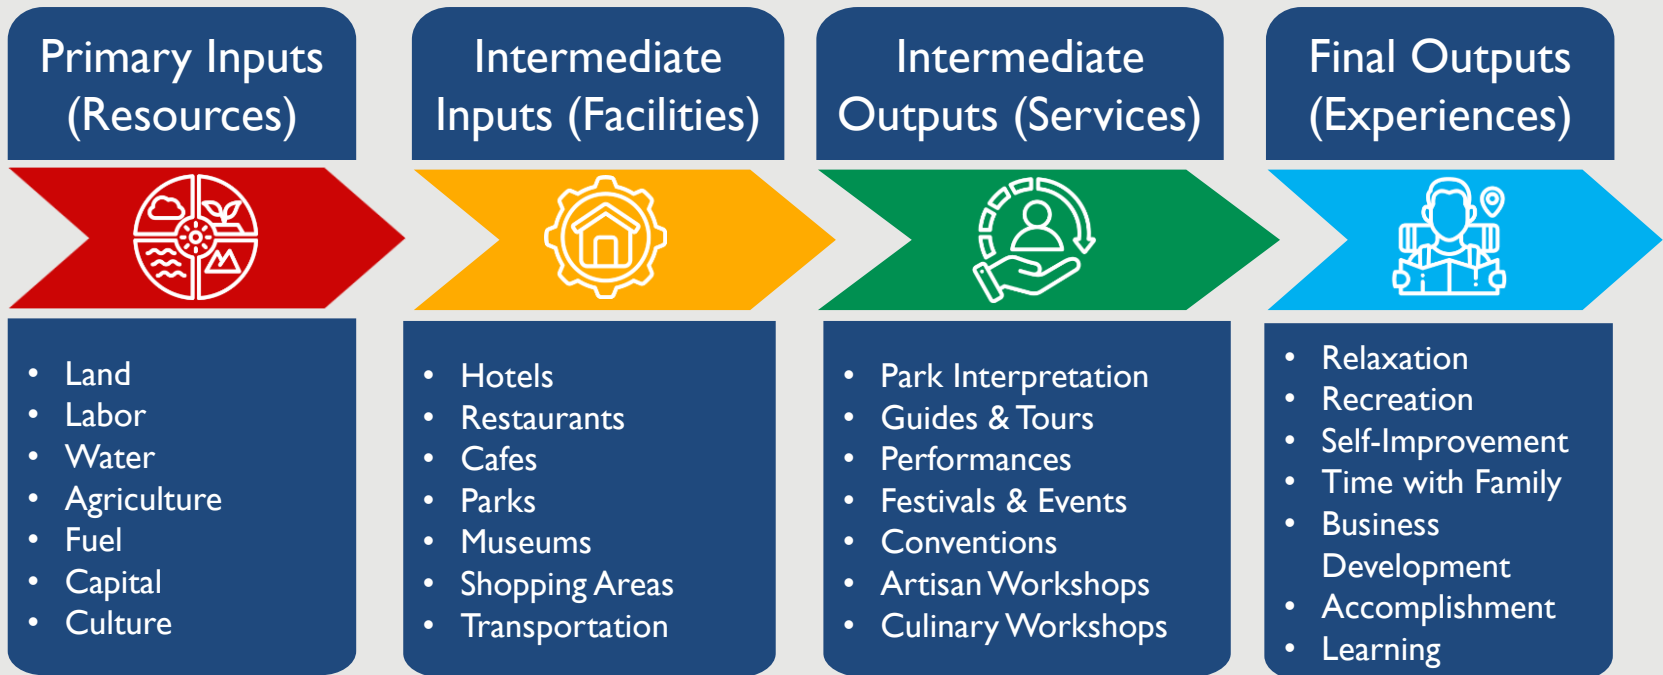 Primary Inputs
(Resources)
• Land
• Labor
• Water
• Agriculture
• Fuel
• Capital
• Culture
Intermediate
Inputs (Facilities)
• Hotels
• Restaurants
• Cafes
• Parks
• Museums
• Shopping Areas
• Transportation
Intermediate
Outputs (Services)
• Park Interpretation
• Guides & Tours
• Performances
• Festivals & Events
• Conventions
• Artisan Workshops
• Culinary Workshops
Final Outputs
(Experiences)
• Relaxation
• Recreation
• Self-Improvement
• Time with Family
• Business
Development
• Accomplishment
• Learning